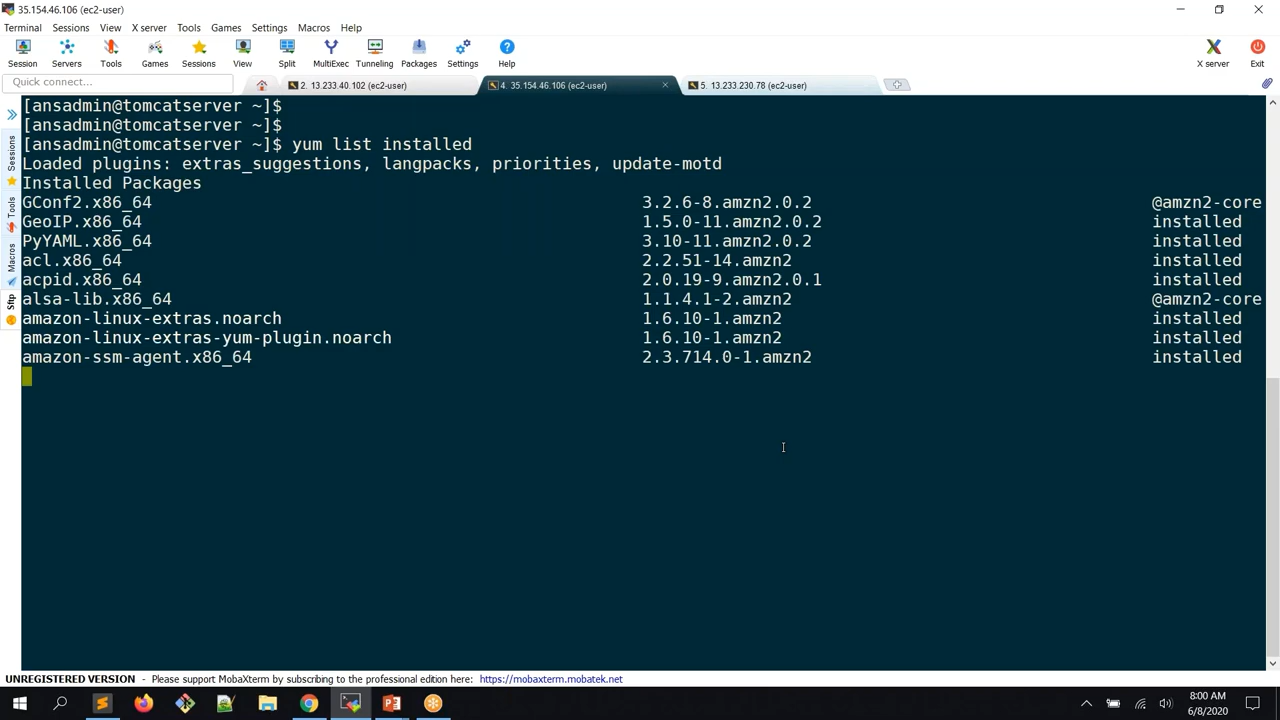 35.154.46.106 (ec2-user)
Terminal Sessions View X server Tools Games Settings Macros Help
Session Servers Tools Games Sessions View Split MultiExec Tunneling Packages Settings Help X server Exit
Quick connect...
2. 13.233.40.102 (ec2-user)
4. 35.154.46.106 (ec2-user)
5. 13.233.230.78 (ec2-user)
Sessions
Tools
Macros
Sftp
[ansadmin@tomcatserver ~]$
[ansadmin@tomcatserver ~]$
[ansadmin@tomcatserver ~]$ yum list installed
Loaded plugins: extras_suggestions, langpacks, priorities, update-motd
Installed Packages
GConf2.x86_64 3.2.6-8.amzn2.0.2 @amzn2-core
GeoIP.x86_64 1.5.0-11.amzn2.0.2 installed
PyYAML.x86_64 3.10-11.amzn2.0.2 installed
acl.x86_64 2.2.51-14.amzn2 installed
acpid.x86_64 2.0.19-9.amzn2.0.1 installed
alsa-lib.x86_64 1.1.4.1-2.amzn2 @amzn2-core
amazon-linux-extras.noarch 1.6.10-1.amzn2 installed
amazon-linux-extras-yum-plugin.noarch 1.6.10-1.amzn2 installed
amazon-ssm-agent.x86_64 2.3.714.0-1.amzn2 installed
UNREGISTERED VERSION - Please support MobaXterm by subscribing to the professional edition here: https://mobaxterm.mobatek.net
8:00 AM
6/8/2020